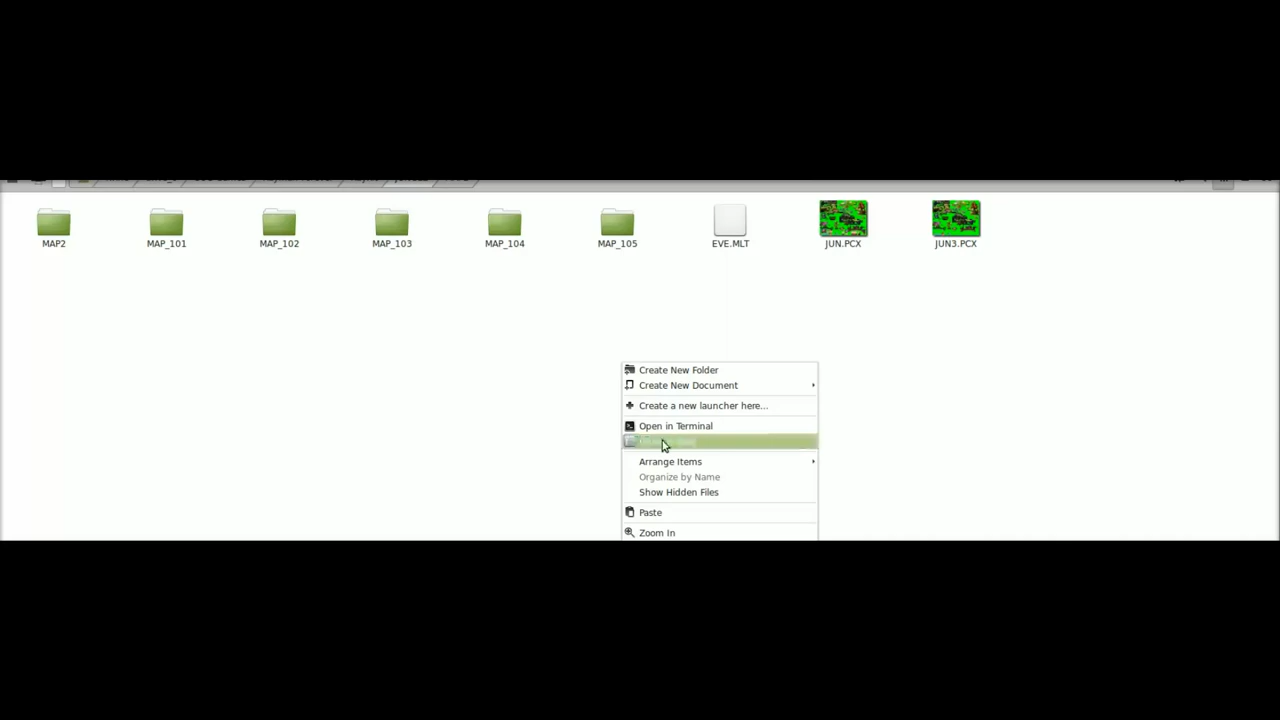 MAP2
MAP_101
MAP_102
MAP_103
MAP_104
MAP_105
EVE.MLT
JUN.PCX
JUN3.PCX
Create New Folder
Create New Document
Create a new launcher here...
Open in Terminal
Arrange Items
Organize by Name
Show Hidden Files
Paste
Zoom In